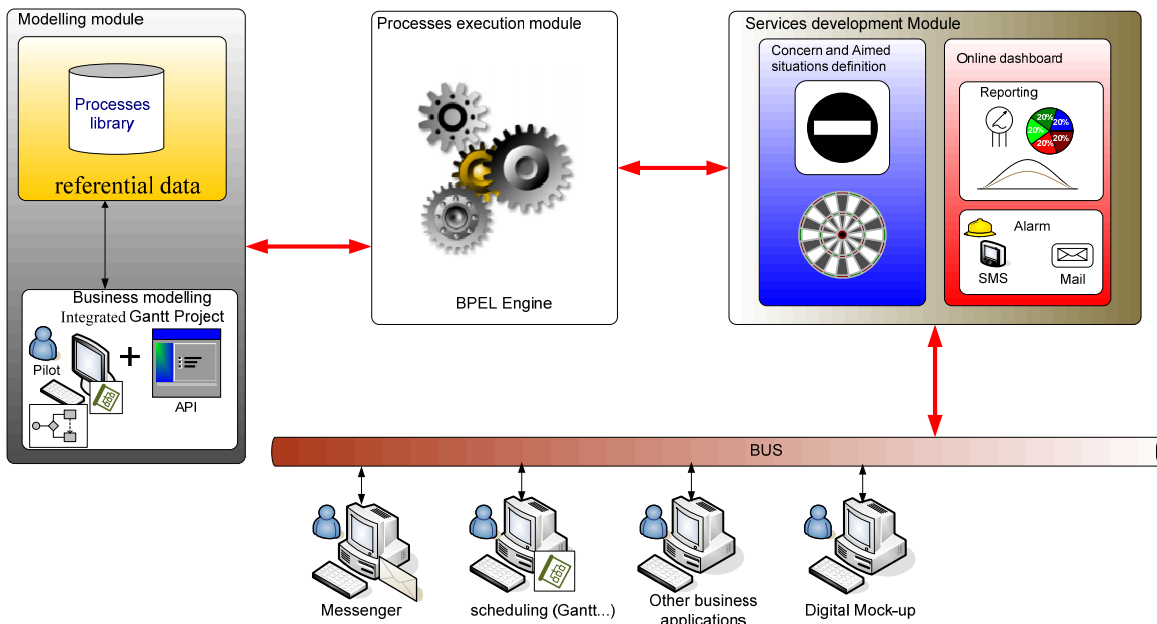 Modelling module
Processes
library
referential data
Business modelling
Integrated Gantt Project
Pilot
API
Processes execution module
BPEL Engine
Services development Module
Concern and Aimed
situations definition
Online dashboard
Reporting
20%
20%
20%
20%
20%
Alarm
SMS
Mail
BUS
Messenger
scheduling (Gantt...)
Other business
applications
Digital Mock-up